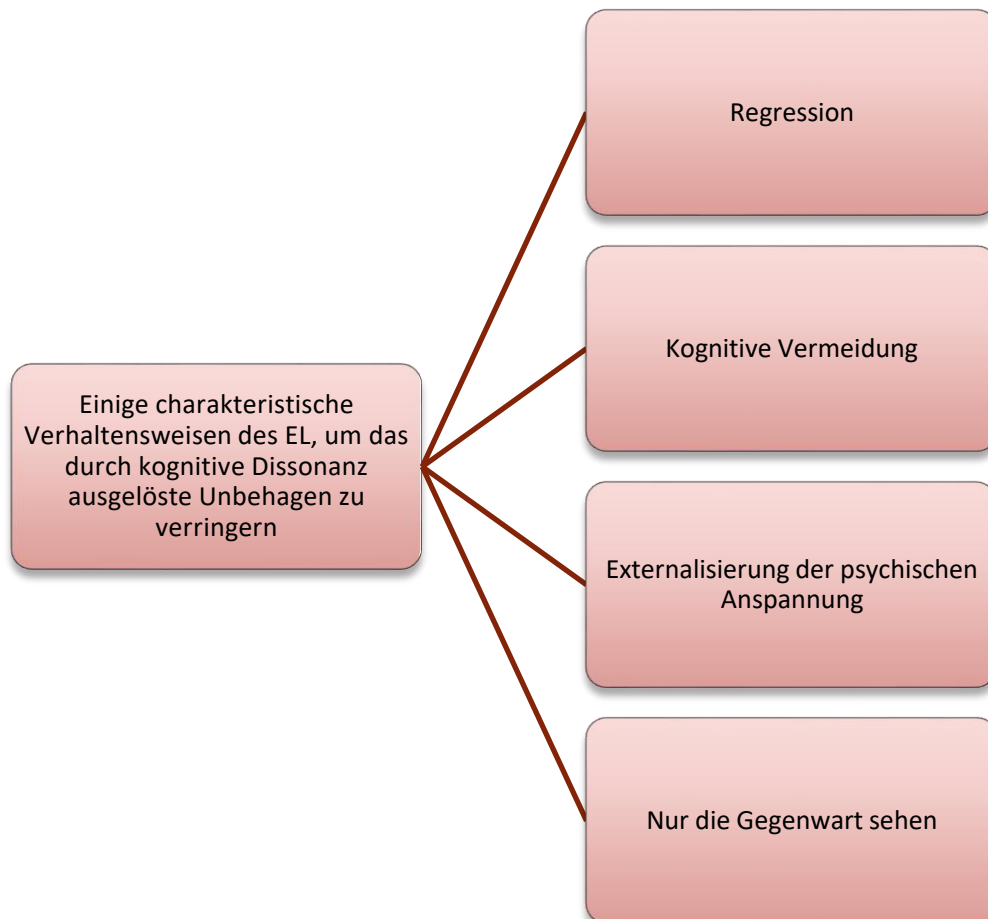 Einige charakteristische
Verhaltensweisen des EL, um das
durch kognitive Dissonanz
ausgelöste Unbehagen zu
verringern
Regression
Kognitive Vermeidung
Externalisierung der psychischen
Anspannung
Nur die Gegenwart sehen